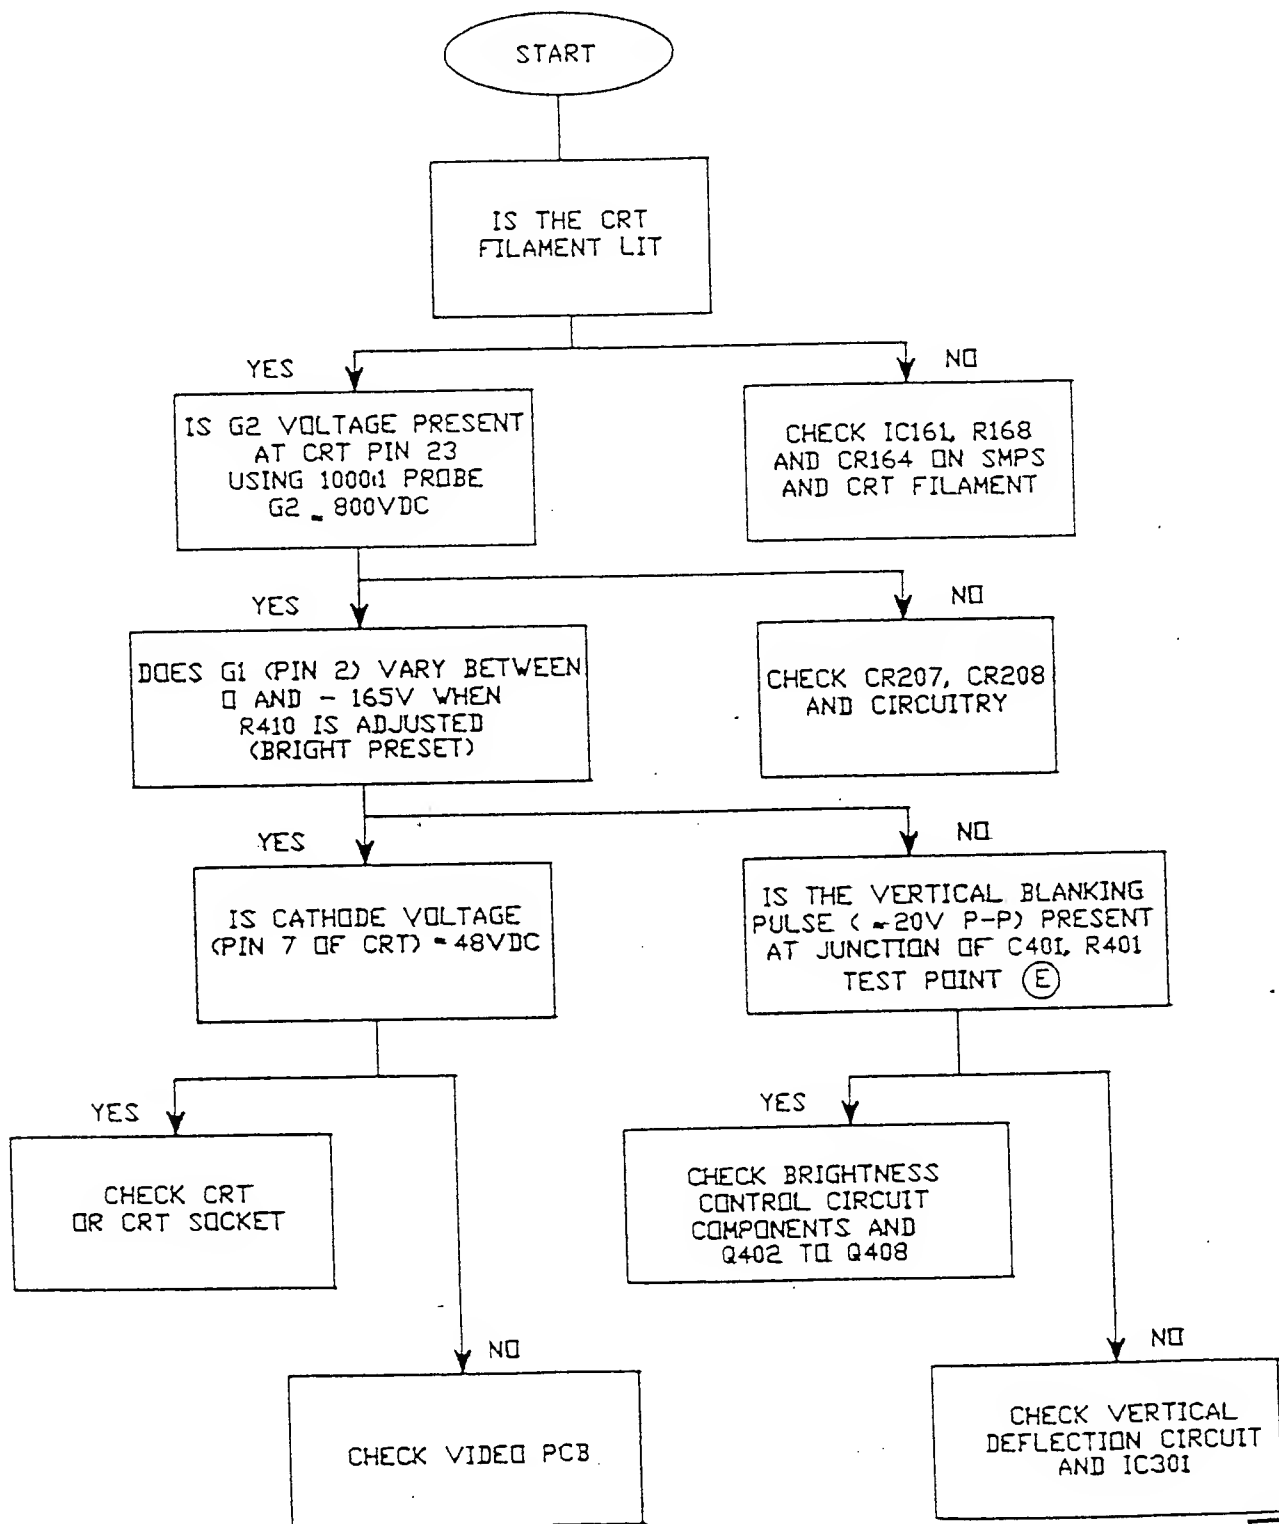 START
IS THE CRT
FILAMENT LIT
YES
NO
IS G2 VOLTAGE PRESENT
AT CRT PIN 23
USING 1000:1 PROBE
G2 ≃ 800VDC
CHECK IC161, R168
AND CR164 ON SMPS
AND CRT FILAMENT
YES
NO
DOES G1 (PIN 2) VARY BETWEEN
0 AND - 165V WHEN
R410 IS ADJUSTED
(BRIGHT PRESET)
CHECK CR207, CR208
AND CIRCUITRY
YES
NO
IS CATHODE VOLTAGE
(PIN 7 OF CRT) ≃ 48VDC
IS THE VERTICAL BLANKING
PULSE ( ≃20V P-P) PRESENT
AT JUNCTION OF C401, R401
TEST POINT E
YES
YES
CHECK CRT
OR CRT SOCKET
CHECK BRIGHTNESS
CONTROL CIRCUIT
COMPONENTS AND
Q402 TO Q408
NO
NO
CHECK VIDEO PCB
CHECK VERTICAL
DEFLECTION CIRCUIT
AND IC301